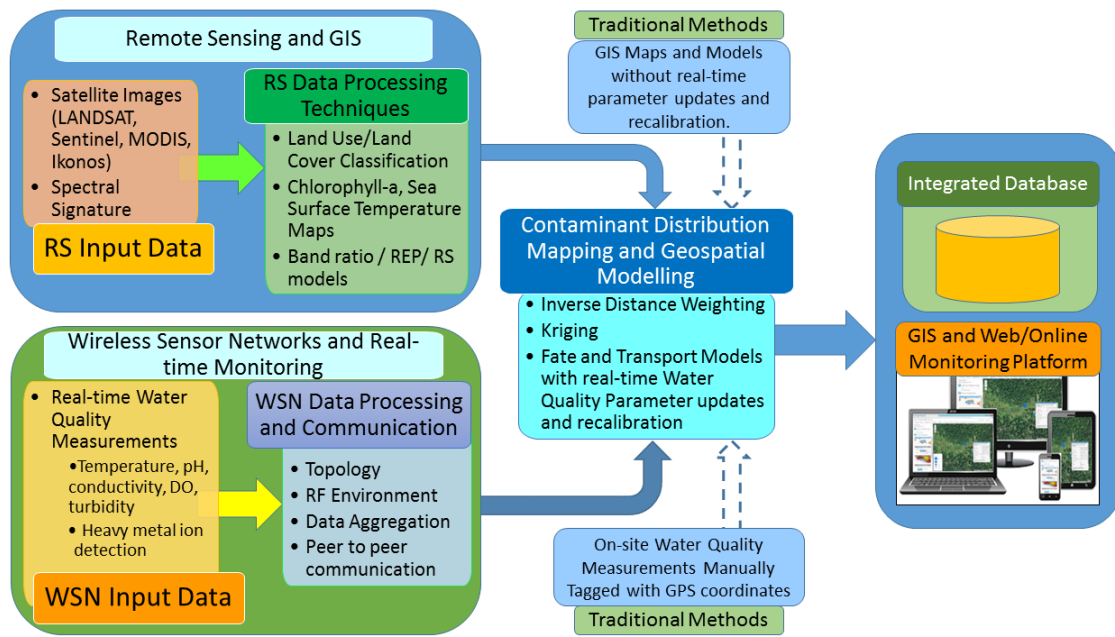 Remote Sensing and GIS
• Satellite Images
(LANDSAT,
Sentinel, MODIS,
Ikonos)
• Spectral
Signature
RS Input Data
RS Data Processing
Techniques
• Land Use/Land
Cover Classification
• Chlorophyll-a, Sea
Surface Temperature
Maps
• Band ratio / REP/ RS
models
Wireless Sensor Networks and Real-
time Monitoring
• Real-time Water
Quality
Measurements
•Temperature, pH,
conductivity, DO,
turbidity
• Heavy metal ion
detection
WSN Input Data
WSN Data Processing
and Communication
• Topology
• RF Environment
• Data Aggregation
• Peer to peer
communication
Traditional Methods
GIS Maps and Models
without real-time
parameter updates and
recalibration.
Contaminant Distribution
Mapping and Geospatial
Modelling
• Inverse Distance Weighting
• Kriging
• Fate and Transport Models
with real-time Water
Quality Parameter updates
and recalibration
On-site Water Quality
Measurements Manually
Tagged with GPS coordinates
Traditional Methods
Integrated Database
GIS and Web/Online
Monitoring Platform